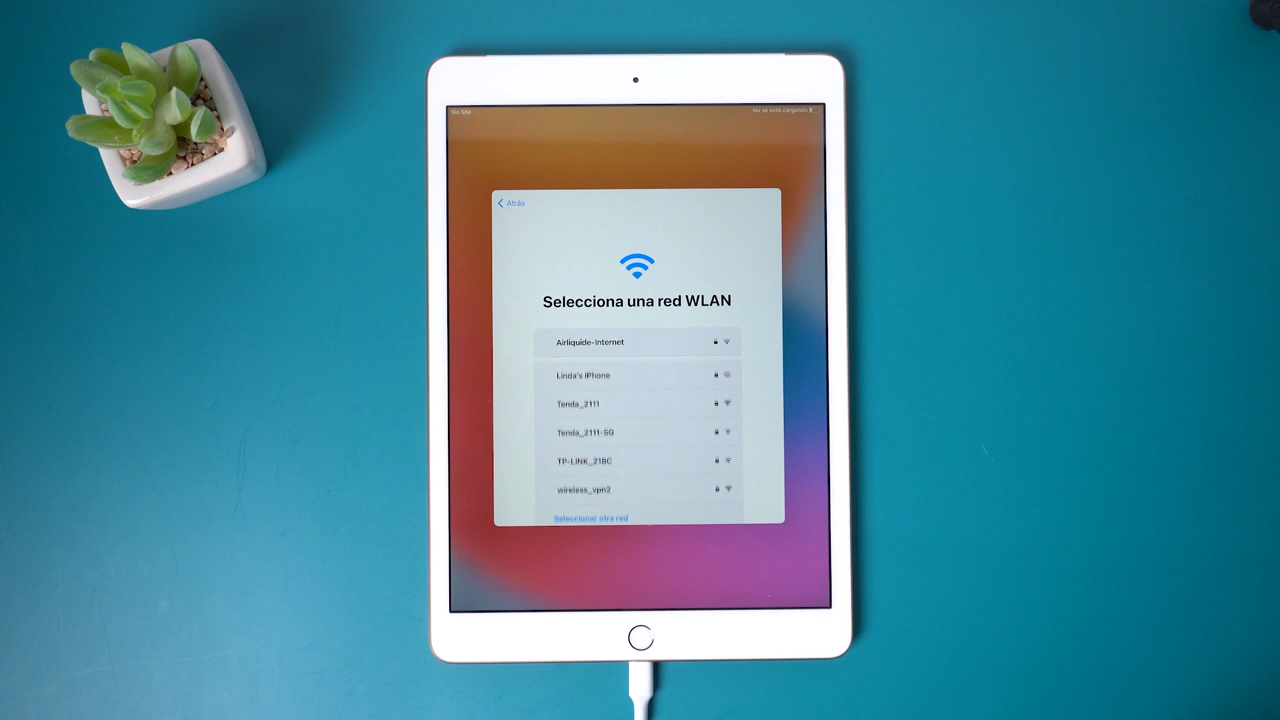 Sin SIM
No se está cargando
Atrás
Selecciona una red WLAN
Airliquide-Internet
Linda's iPhone
Tenda_2111
Tenda_2111-5G
TP-LINK_21BC
wireless_vpn2
Seleccionar otra red